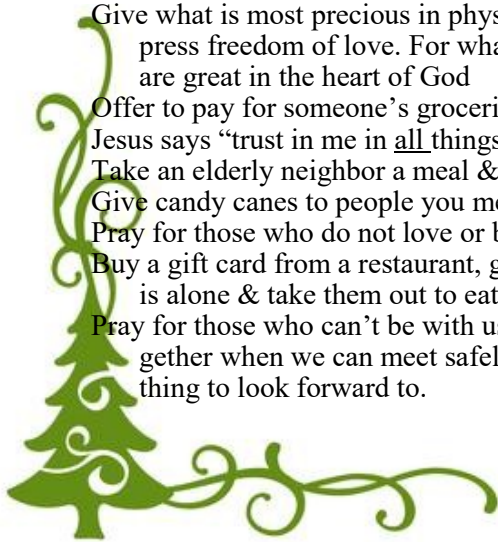 Give what is most precious in phys
press freedom of love. For wha
are great in the heart of God
Offer to pay for someone’s groceri
Jesus says “trust in me in all things
Take an elderly neighbor a meal &
Give candy canes to people you me
Pray for those who do not love or b
Buy a gift card from a restaurant, g
is alone & take them out to eat
Pray for those who can’t be with us
gether when we can meet safel
thing to look forward to.